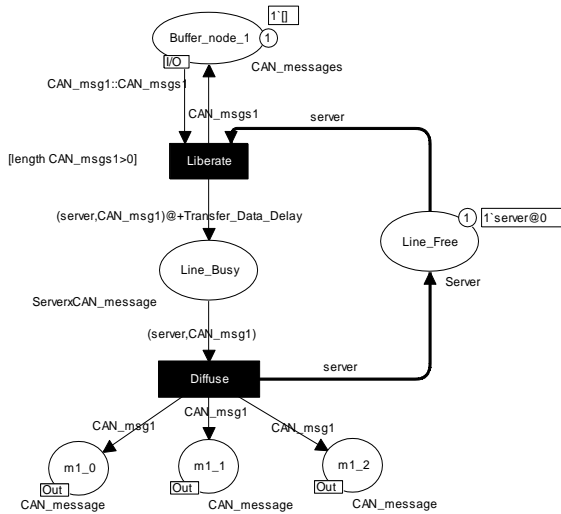 1`[]
Buffer_node_1
1
I/O
CAN_messages
CAN_msg1::CAN_msgs1
CAN_msgs1
server
[length CAN_msgs1>0]
Liberate
(server,CAN_msg1)@+Transfer_Data_Delay
1
1`server@0
Line_Free
Line_Busy
Server
ServerxCAN_message
(server,CAN_msg1)
server
Diffuse
CAN_msg1
CAN_msg1
CAN_msg1
m1_0
m1_1
m1_2
Out
Out
Out
CAN_message
CAN_message
CAN_message